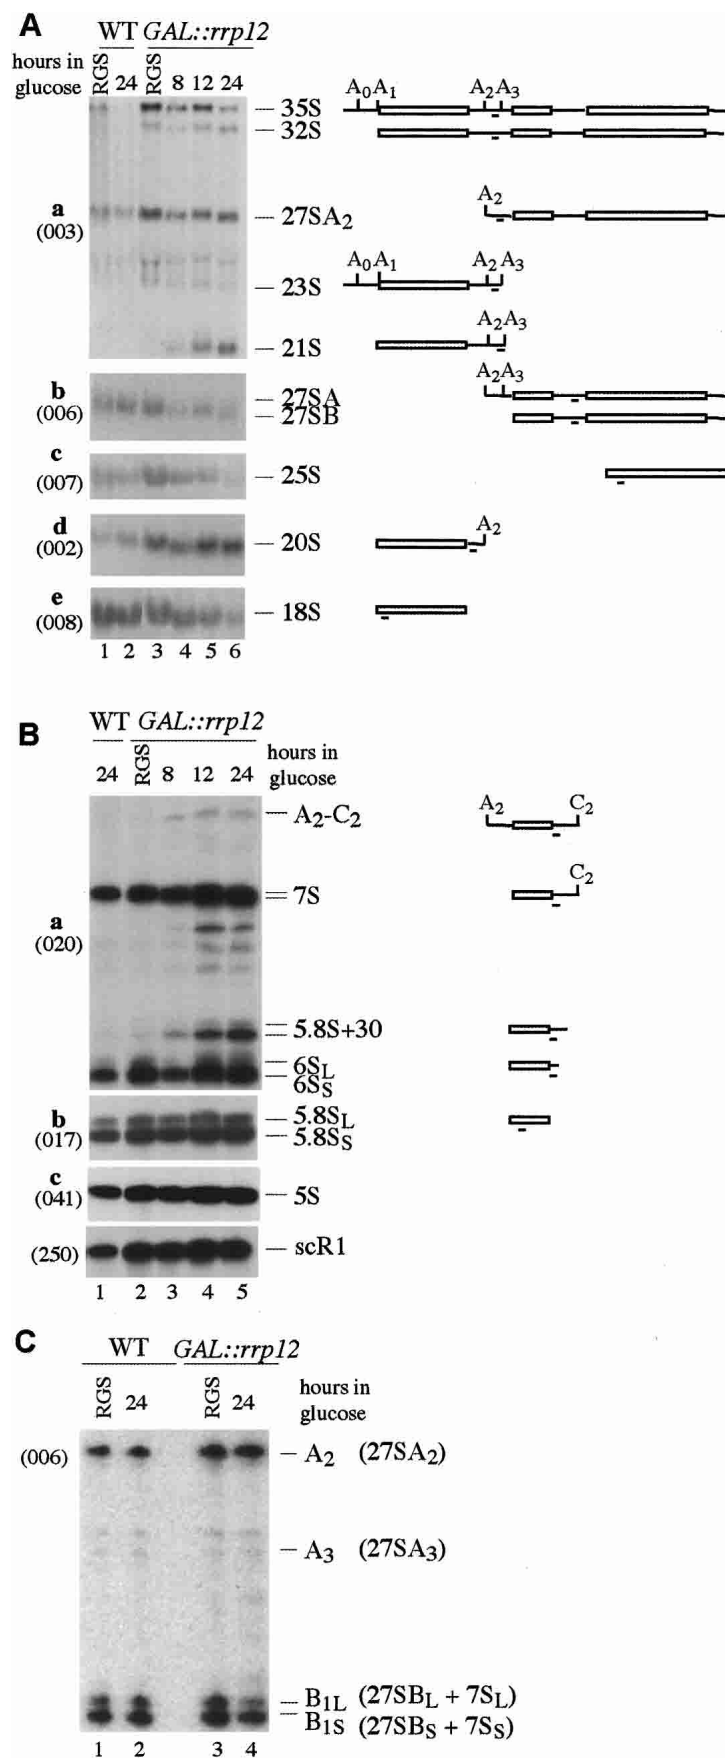 A
WT GAL::rrp12
hours in glucose RGS 24 RGS 8 12 24
35S
32S
a (003)
27SA2
23S
21S
A0 A1 A2 A3
A2
A0 A1 A2 A3
A2 A3
A2 A3
b (006)
27SA
27SB
c (007)
25S
d (002)
20S
A2
e (008)
18S
1 2 3 4 5 6
B
WT GAL::rrp12
24 RGS 8 12 24 hours in glucose
A2-C2
A2 C2
7S
C2
a (020)
5.8S+30
6SL
6SS
b (017)
5.8SL
5.8SS
c (041)
5S
(250)
scR1
1 2 3 4 5
C
WT GAL::rrp12
RGS 24 RGS 24 hours in glucose
(006)
A2 (27SA2)
A3 (27SA3)
B1L (27SBL + 7SL)
B1S (27SBS + 7SS)
1 2 3 4